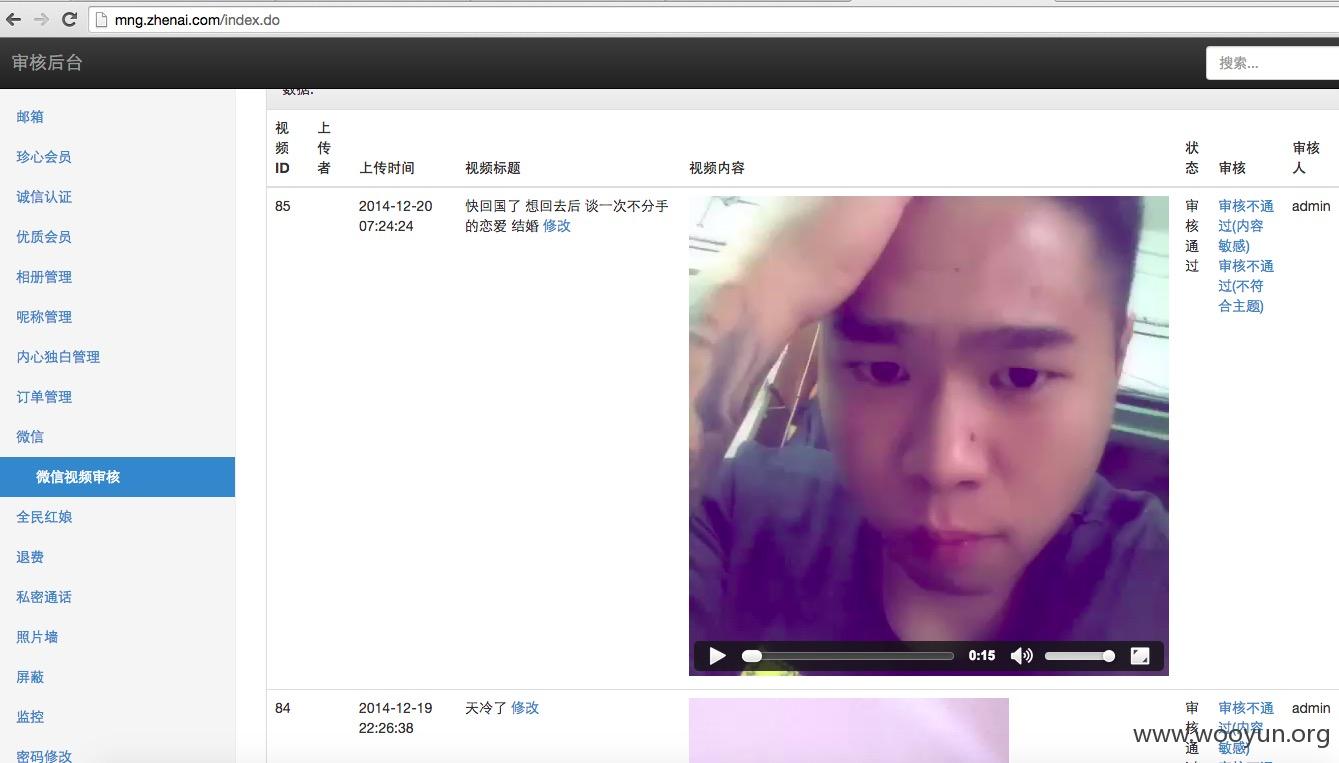 mng.zhenai.com/index.do
审核后台
搜索...
邮箱
珍心会员
诚信认证
优质会员
相册管理
昵称管理
内心独白管理
订单管理
微信
微信视频审核
全民红娘
退费
私密通话
照片墙
屏蔽
监控
密码修改
数据:
视
频
ID
上
传
者
上传时间
视频标题
视频内容
状
态
审核
审核
人
85
2014-12-20
07:24:24
快回国了 想回去后 谈一次不分手
的恋爱 结婚 修改
0:15
审
核
通
过
审核不通
过(内容
敏感)
审核不通
过(不符
合主题)
admin
84
2014-12-19
22:26:38
天冷了 修改
审
核
通
审核不通
过(内容
敏感)
admin
www.wooyun.org